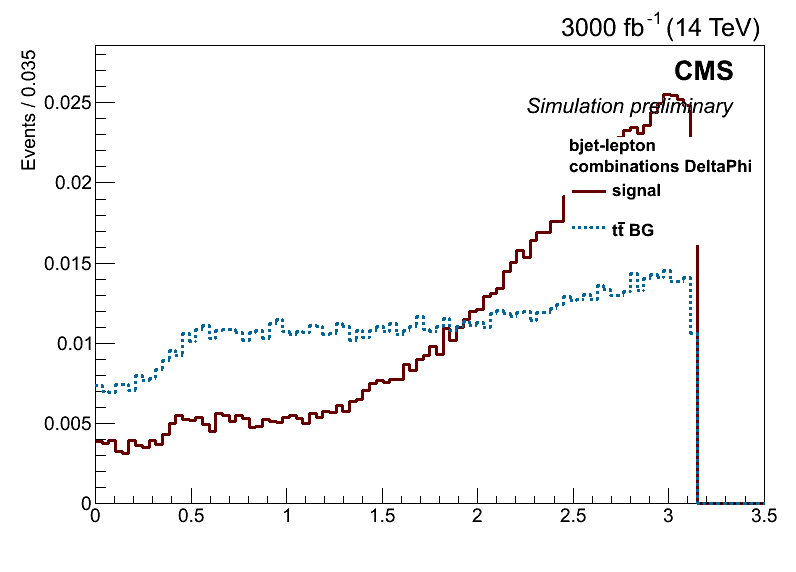 3000 fb⁻¹ (14 TeV)
CMS
Simulation preliminary
Events / 0.035
bjet-lepton
combinations DeltaPhi
signal
tt̄ BG
0.025
0.02
0.015
0.01
0.005
0
0 0.5 1 1.5 2 2.5 3 3.5